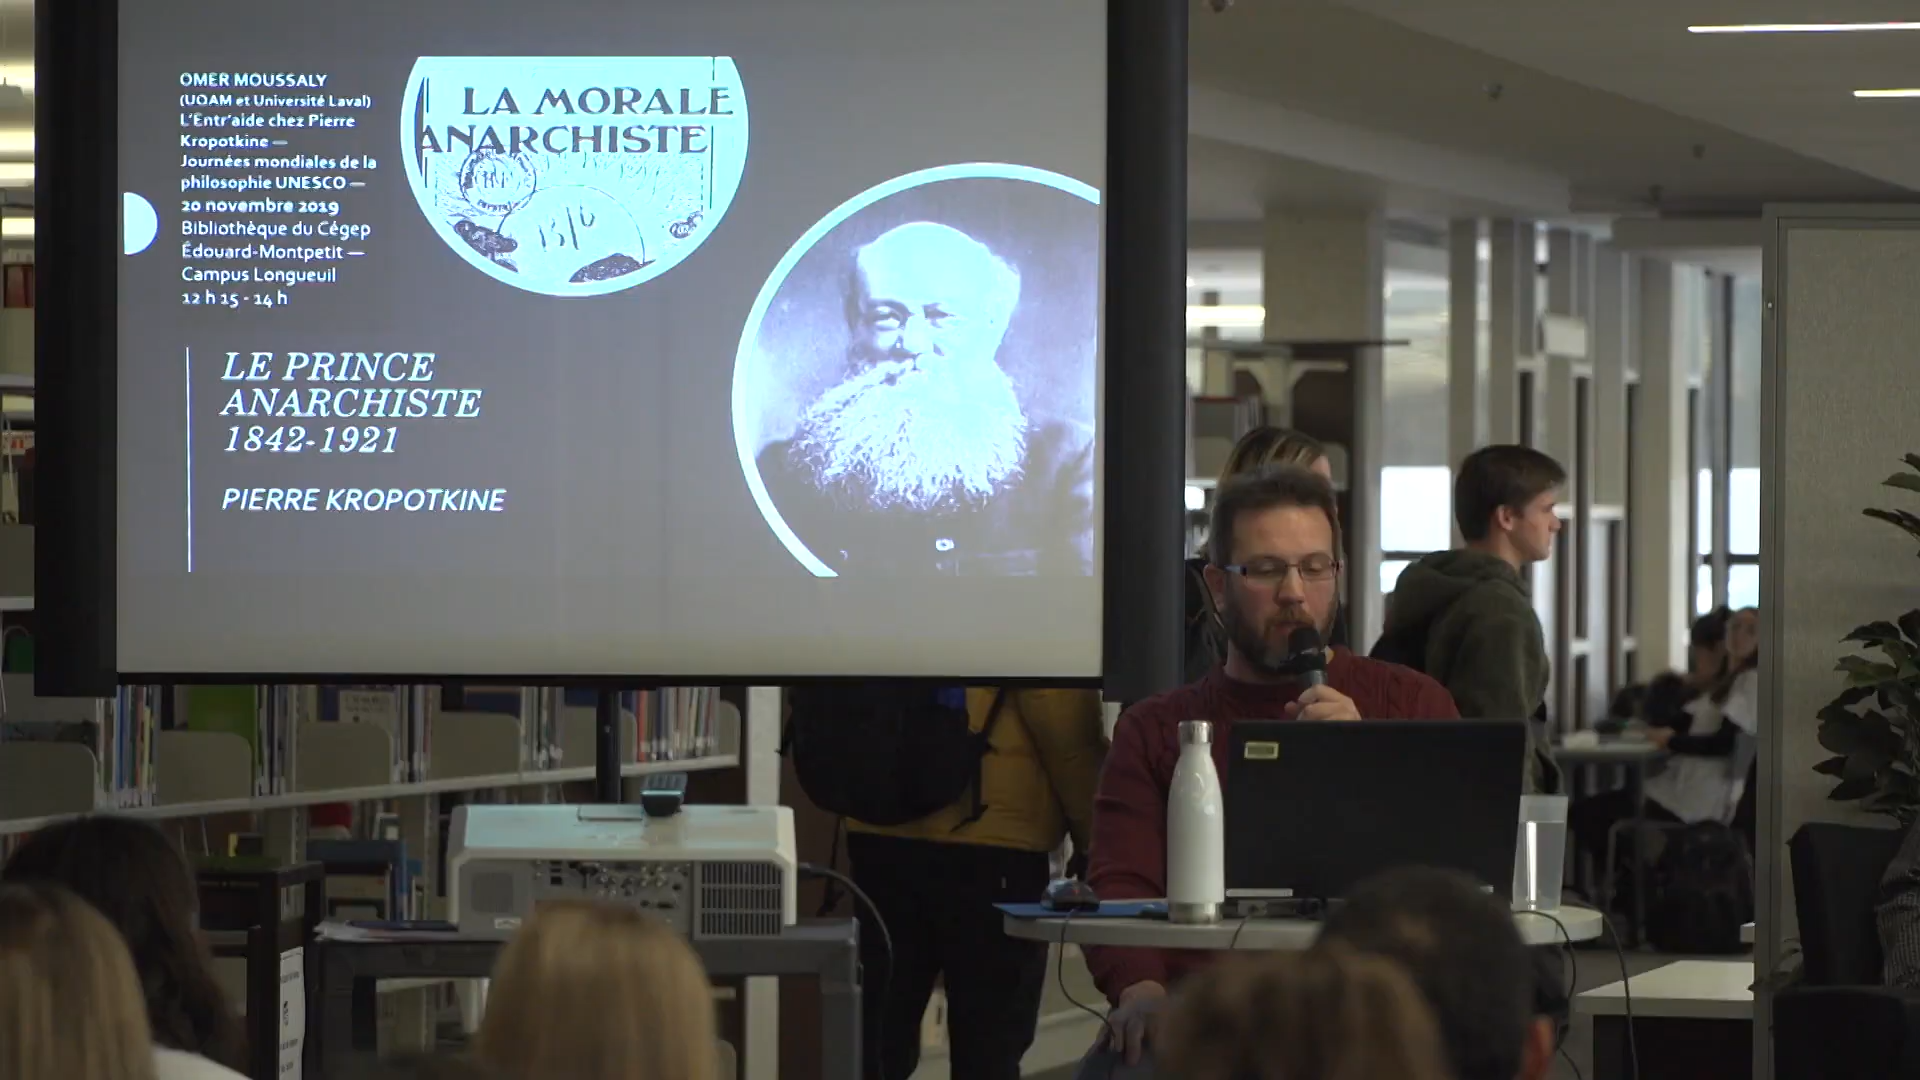 OMER MOUSSALY
(UQAM et Université Laval)
L'Entr'aide chez Pierre
Kropotkine —
Journées mondiales de la
philosophie UNESCO —
20 novembre 2019
Bibliothèque du Cégep
Édouard-Montpetit —
Campus Longueuil
12 h 15 - 14 h
LA MORALE
ANARCHISTE
LE PRINCE
ANARCHISTE
1842-1921
PIERRE KROPOTKINE